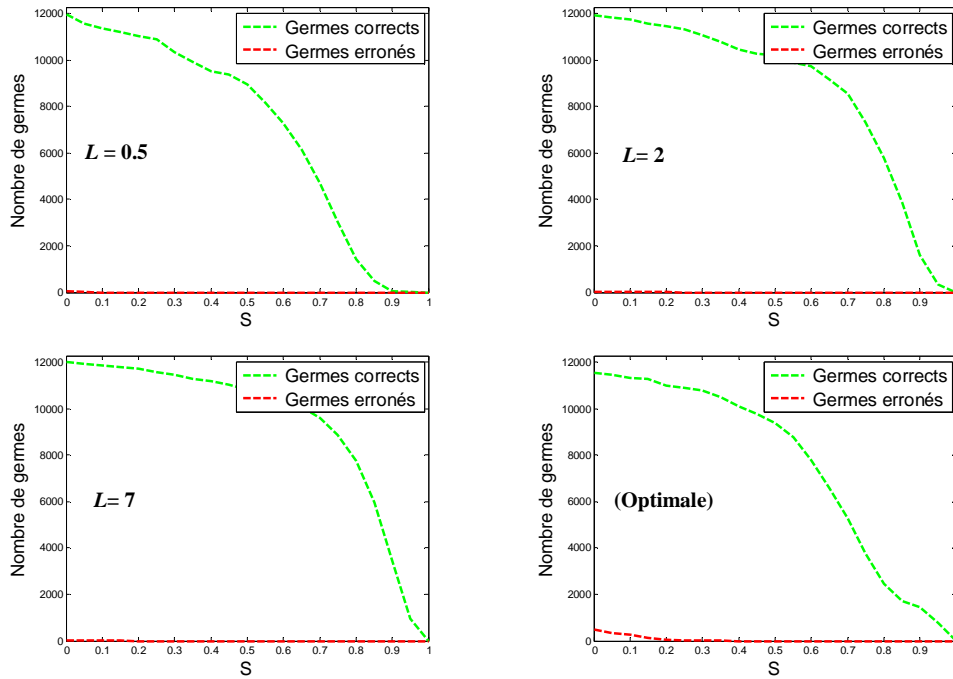 12000
10000
8000
6000
4000
2000
0
Nombre de germes
Germes corrects
Germes erronés
L = 0.5
0 0.1 0.2 0.3 0.4 0.5 0.6 0.7 0.8 0.9 1
S
12000
10000
8000
6000
4000
2000
0
Nombre de germes
Germes corrects
Germes erronés
L= 2
0 0.1 0.2 0.3 0.4 0.5 0.6 0.7 0.8 0.9
S
12000
10000
8000
6000
4000
2000
0
Nombre de germes
Germes corrects
Germes erronés
L= 7
0 0.1 0.2 0.3 0.4 0.5 0.6 0.7 0.8 0.9 1
S
12000
10000
8000
6000
4000
2000
0
Nombre de germes
Germes corrects
Germes erronés
(Optimale)
0 0.1 0.2 0.3 0.4 0.5 0.6 0.7 0.8 0.9
S